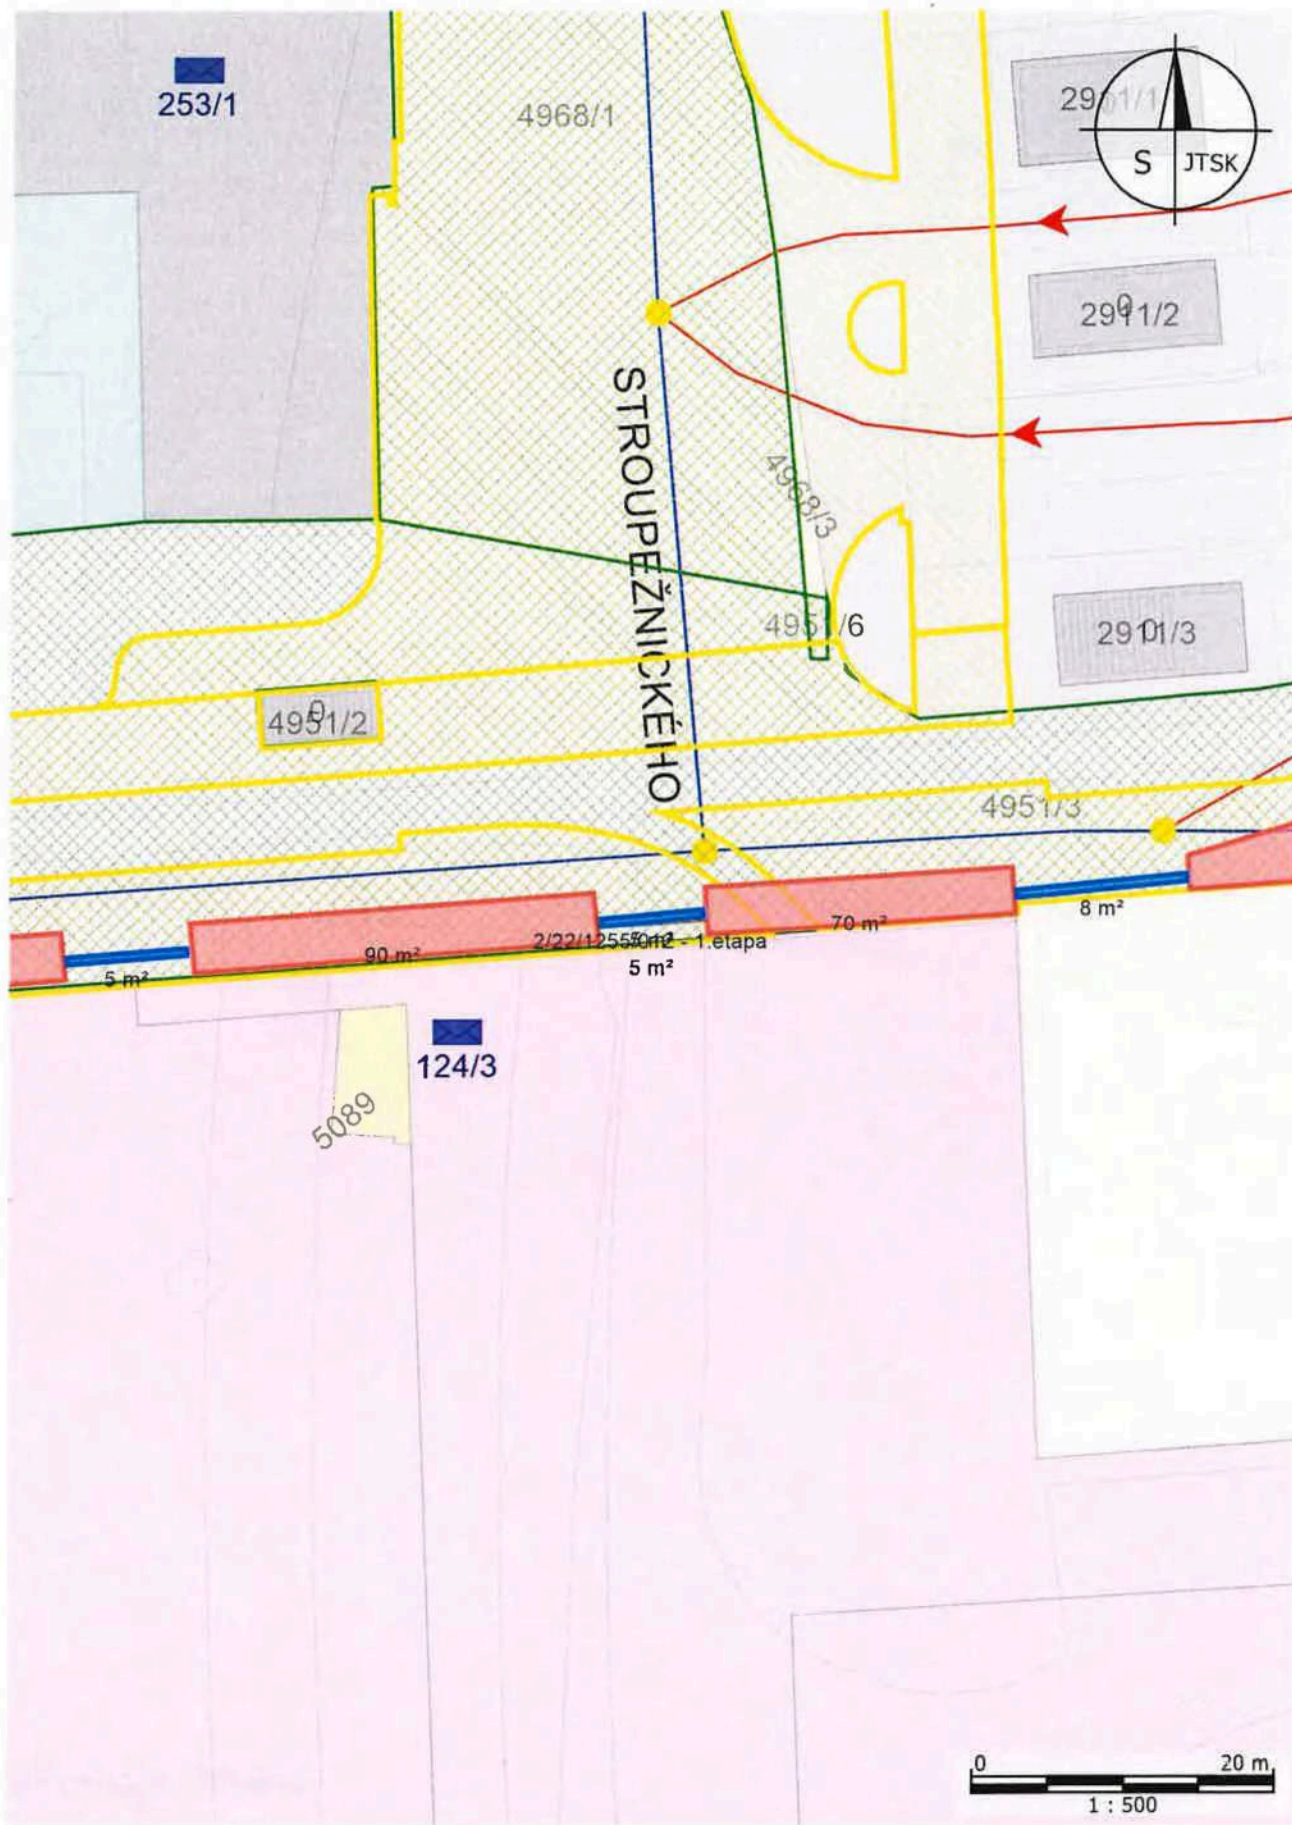 253/1
4968/1
S JTSK
2911/2
STROUPEŽNICKÉHO
4968/3
4951/6
2911/3
4951/2
0
4951/3
5 m²
90 m²
- 1.etapa
5 m²
70 m²
8 m²
124/3
5089
0 20 m
1 : 500